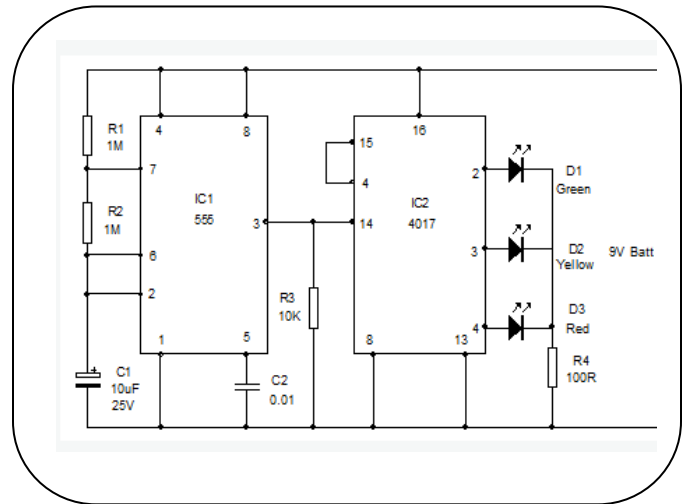 R1
1M
R2
1M
C1
10uF
25V
4
8
7
IC1
555
3
6
2
1
5
C2
0.01
R3
10K
16
15
4
14
IC2
4017
2
3
4
8
13
D1
Green
D2
Yellow
D3
Red
9V Batt
R4
100R
+